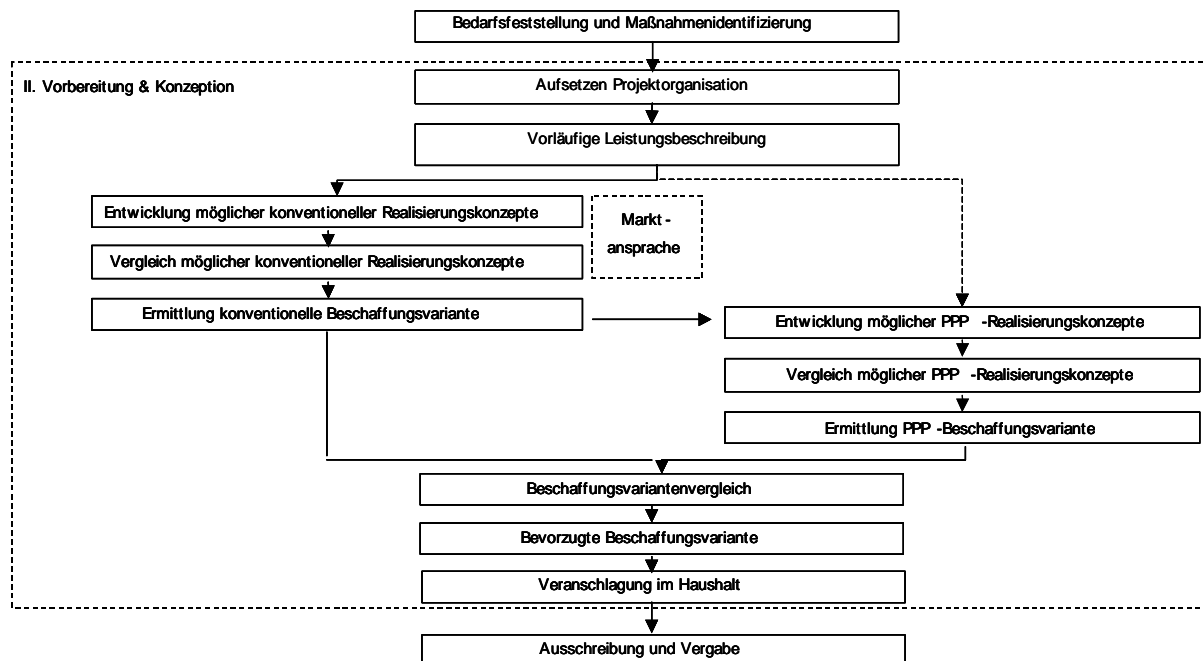 Bedarfsfeststellung und Maßnahmenidentifizierung
II. Vorbereitung & Konzeption
Aufsetzen Projektorganisation
Vorläufige Leistungsbeschreibung
Entwicklung möglicher konventioneller Realisierungskonzepte
Markt -
ansprache
Vergleich möglicher konventioneller Realisierungskonzepte
Ermittlung konventionelle Beschaffungsvariante
Entwicklung möglicher PPP -Realisierungskonzepte
Vergleich möglicher PPP -Realisierungskonzepte
Ermittlung PPP -Beschaffungsvariante
Beschaffungsvariantenvergleich
Bevorzugte Beschaffungsvariante
Veranschlagung im Haushalt
Ausschreibung und Vergabe